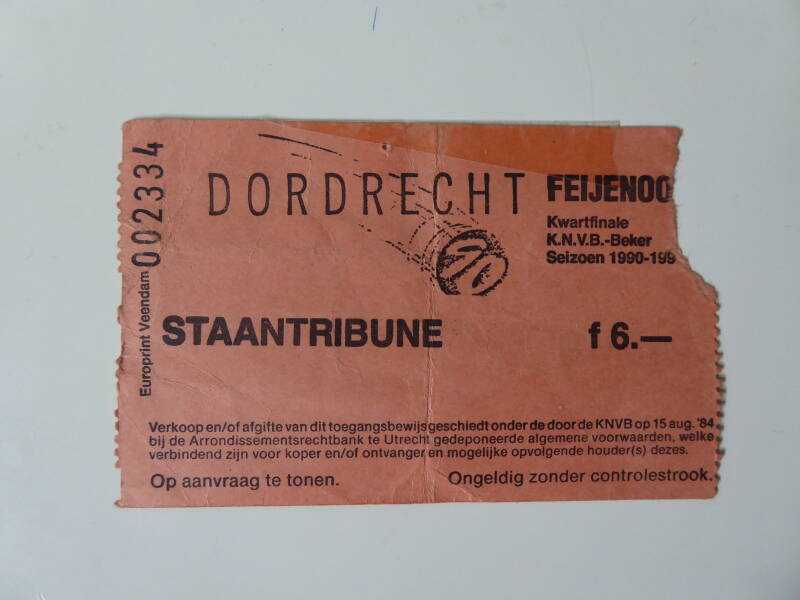 002334
Europrint Veendam
DORDRECHT
90
FEIJENOO
Kwartfinale
K.N.V.B.-Beker
Seizoen 1990-199
STAANTRIBUNE
f 6.—
Verkoop en/of afgifte van dit toegangsbewijs geschiedt onder de door de KNVB op 15 aug. '84
bij de Arrondissementsrechtbank te Utrecht gedeponeerde algemene voorwaarden, welke
verbindend zijn voor koper en/of ontvanger en mogelijke opvolgende houder(s) dezes.
Op aanvraag te tonen.
Ongeldig zonder controlestrook.